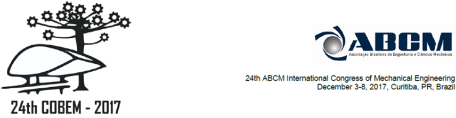 24th COBEM - 2017
ABCM
Associação Brasileira de Engenharia e Ciências Mecânicas
24th ABCM International Congress of Mechanical Engineering
December 3-8, 2017, Curitiba, PR, Brazil